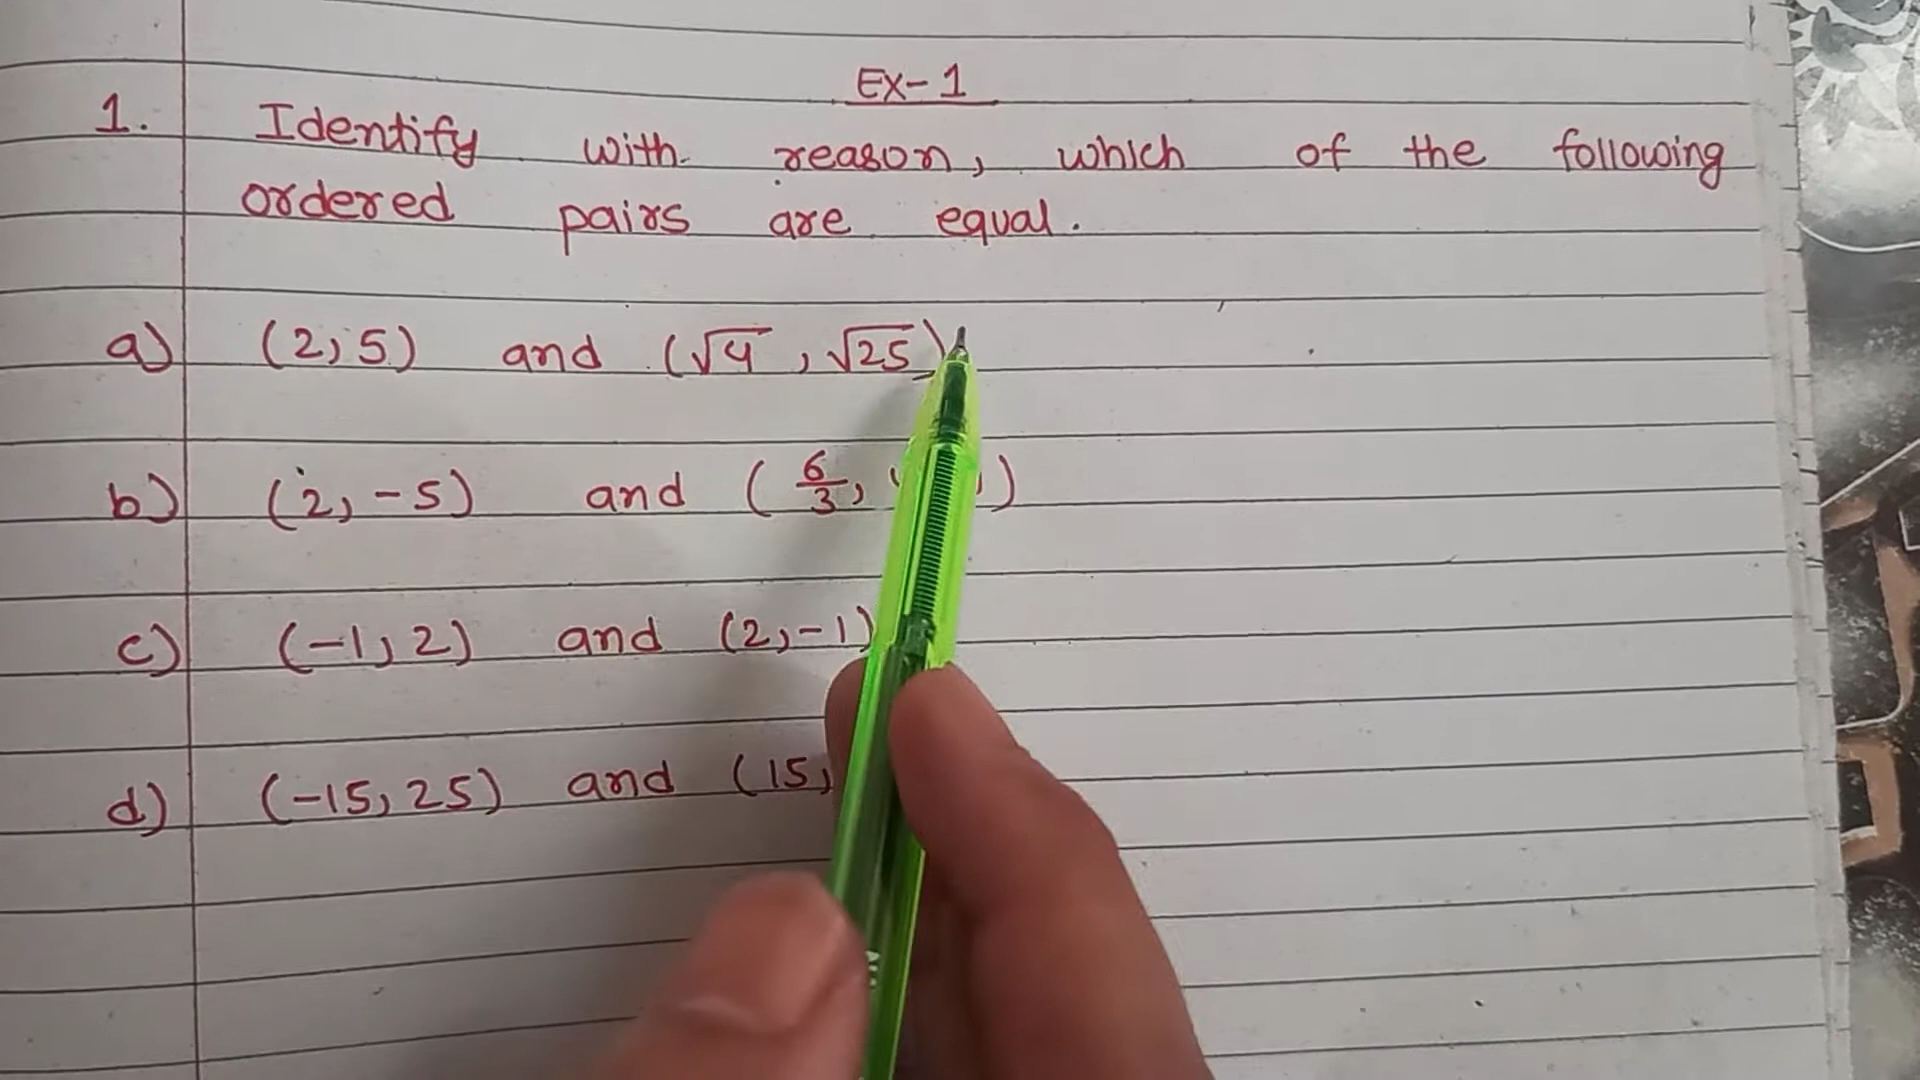 Ex-1
1. Identify with reason, which of the following
ordered pairs are equal.
a) (2, 5) and (√4, √25)
b) (2, -5) and (6/3, )
c) (-1, 2) and (2, -1)
d) (-15, 25) and (15,